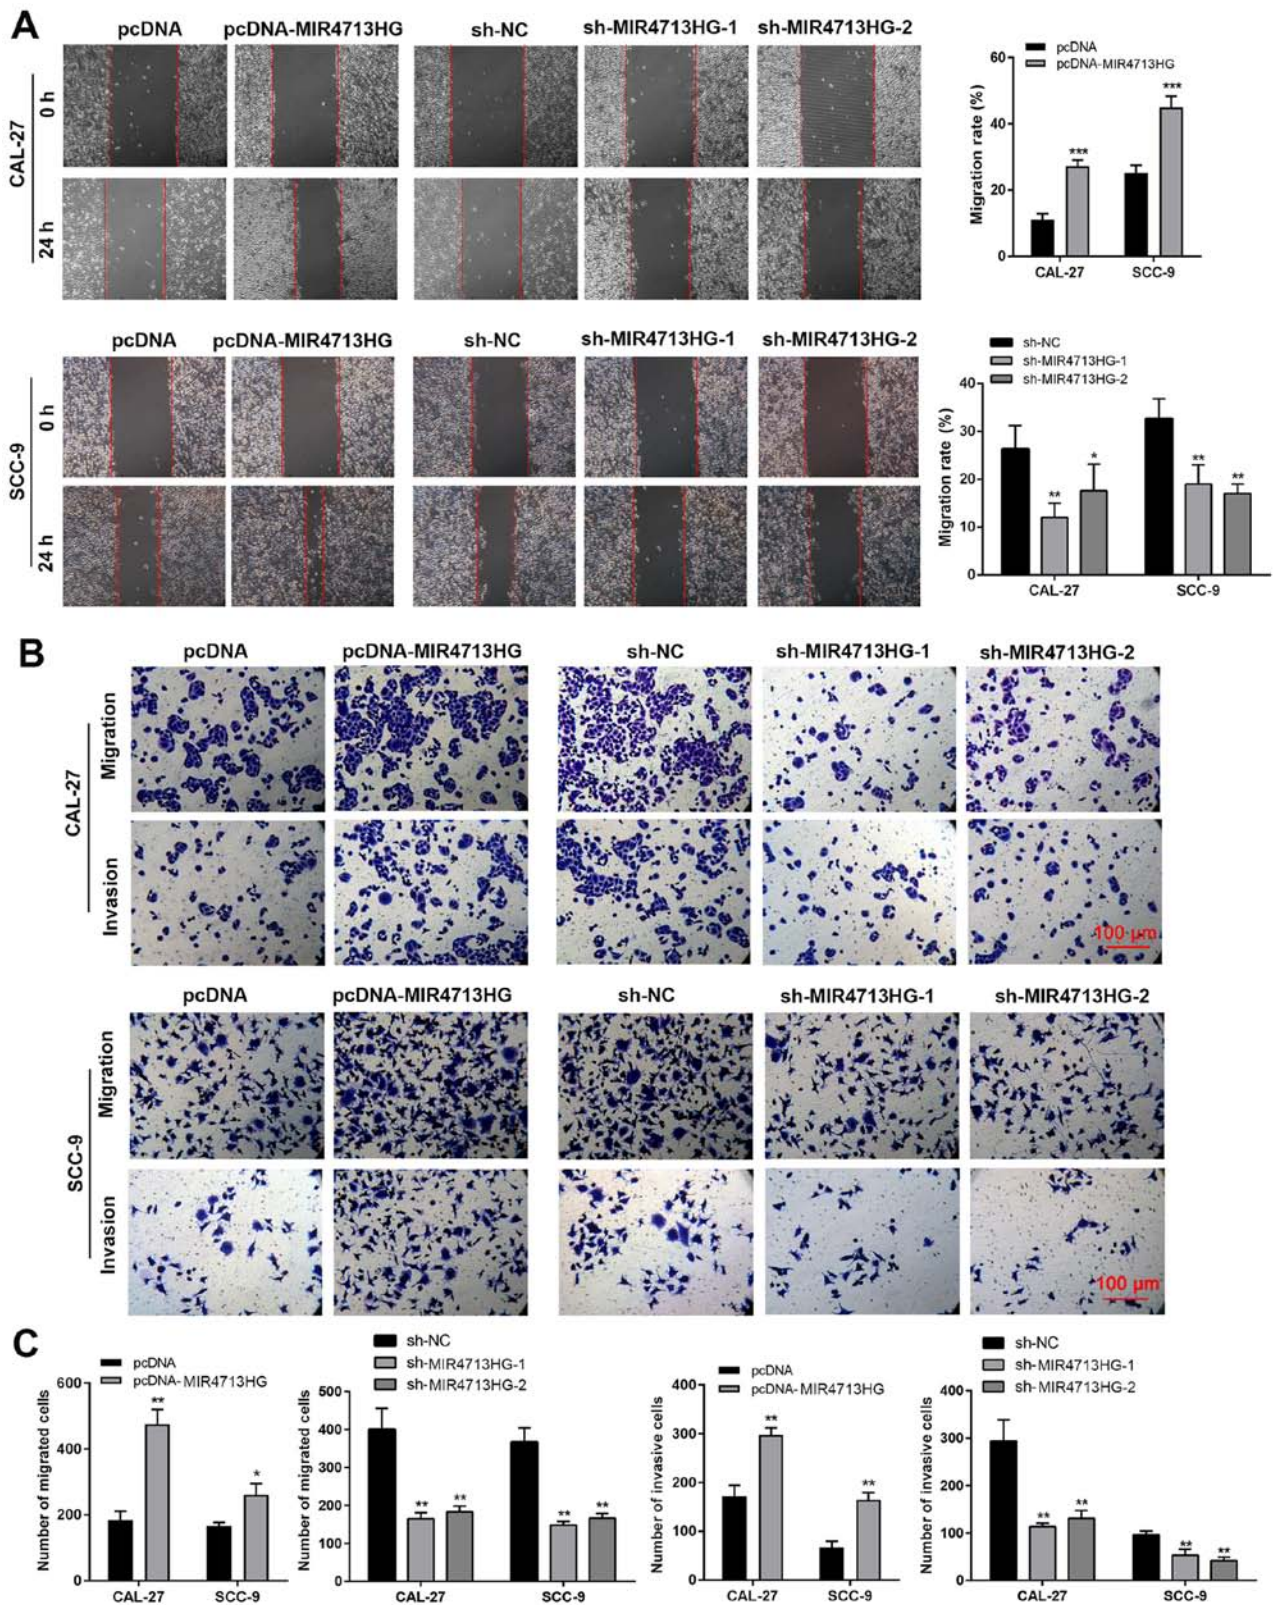 A
pcDNA
pcDNA-MIR4713HG
sh-NC
sh-MIR4713HG-1
sh-MIR4713HG-2
CAL-27
0 h
24 h
pcDNA
pcDNA-MIR4713HG
Migration rate (%)
60
40
20
0
***
***
CAL-27
SCC-9
pcDNA
pcDNA-MIR4713HG
sh-NC
sh-MIR4713HG-1
sh-MIR4713HG-2
SCC-9
0 h
24 h
sh-NC
sh-MIR4713HG-1
sh-MIR4713HG-2
Migration rate (%)
40
30
20
10
0
**
*
**
**
CAL-27
SCC-9
B
pcDNA
pcDNA-MIR4713HG
sh-NC
sh-MIR4713HG-1
sh-MIR4713HG-2
CAL-27
Migration
Invasion
100 µm
pcDNA
pcDNA-MIR4713HG
sh-NC
sh-MIR4713HG-1
sh-MIR4713HG-2
SCC-9
Migration
Invasion
100 µm
C
pcDNA
pcDNA-MIR4713HG
Number of migrated cells
600
400
200
0
**
*
CAL-27
SCC-9
sh-NC
sh-MIR4713HG-1
sh-MIR4713HG-2
Number of migrated cells
500
400
300
200
100
0
**
**
**
**
CAL-27
SCC-9
pcDNA
pcDNA-MIR4713HG
Number of invasive cells
400
300
200
100
0
**
**
CAL-27
SCC-9
sh-NC
sh-MIR4713HG-1
sh-MIR4713HG-2
Number of invasive cells
400
300
200
100
0
**
**
**
**
CAL-27
SCC-9